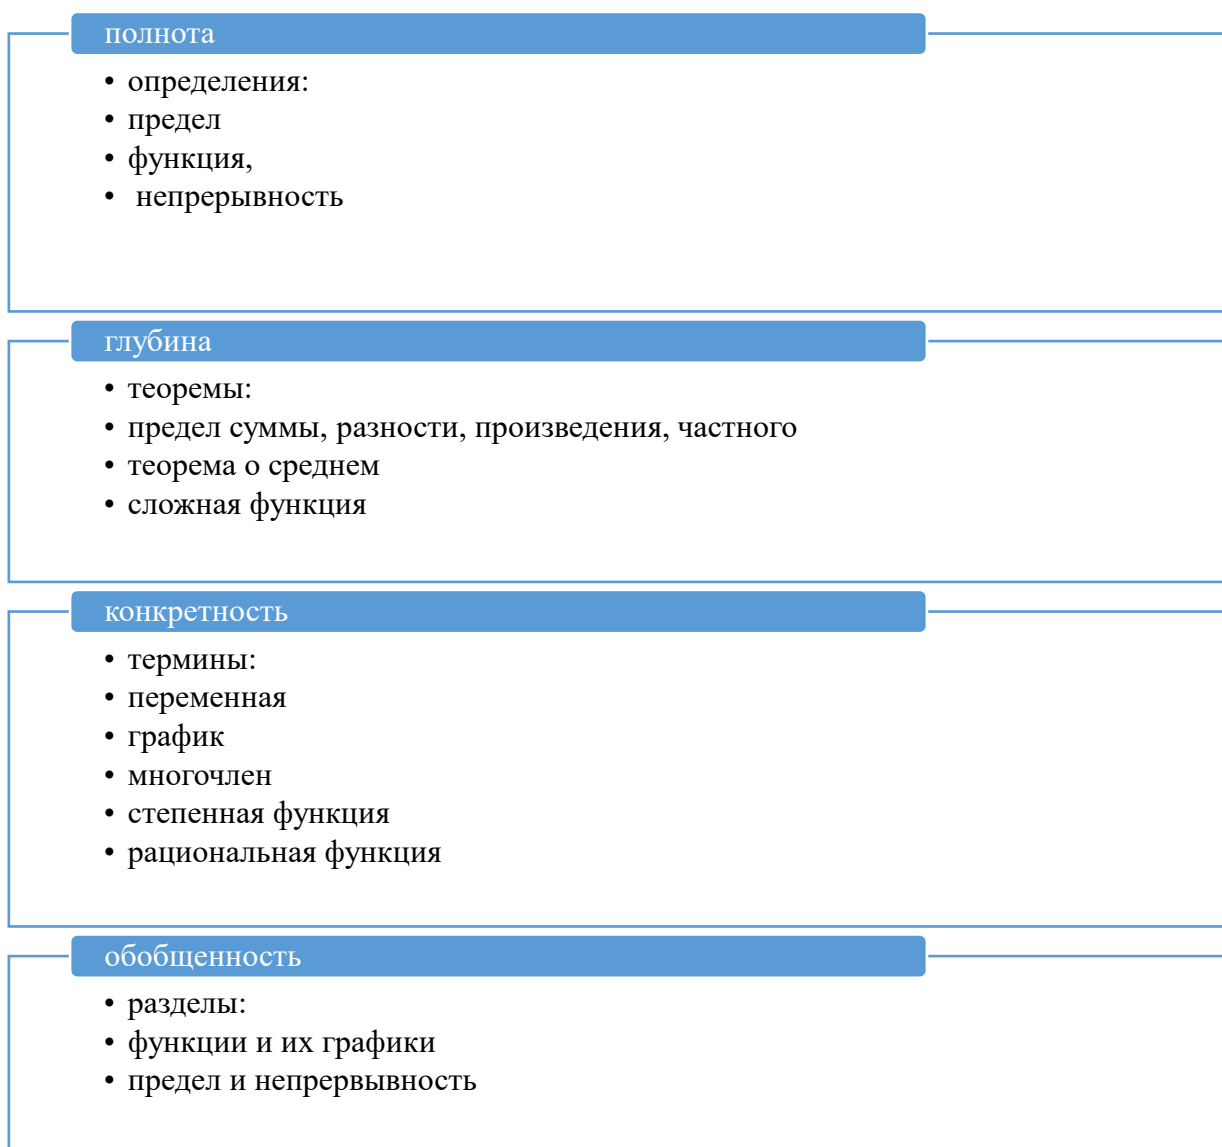 полнота
• определения:
• предел
• функция,
• непрерывность
глубина
• теоремы:
• предел суммы, разности, произведения, частного
• теорема о среднем
• сложная функция
конкретность
• термины:
• переменная
• график
• многочлен
• степенная функция
• рациональная функция
обобщенность
• разделы:
• функции и их графики
• предел и непрервывность